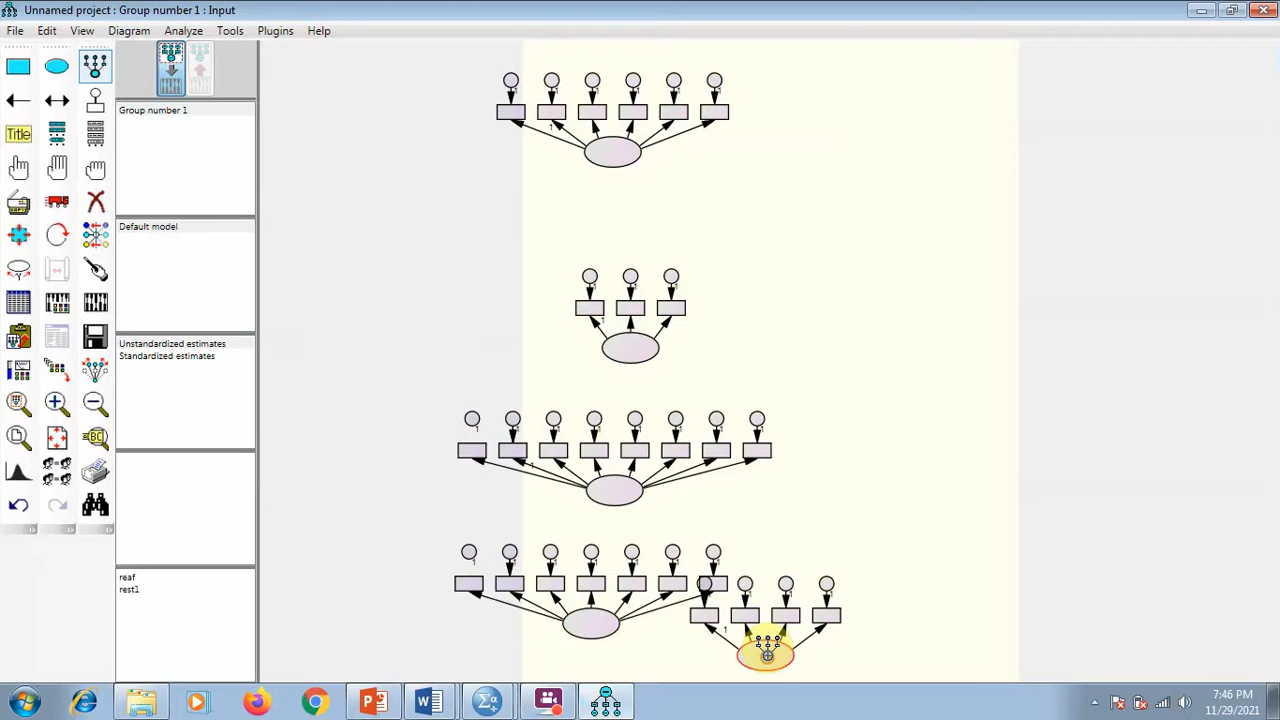 Unnamed project : Group number 1 : Input
File Edit View Diagram Analyze Tools Plugins Help
Title
Group number 1
Default model
Unstandardized estimates
Standardized estimates
reaf
rest1
7:46 PM
11/29/2021